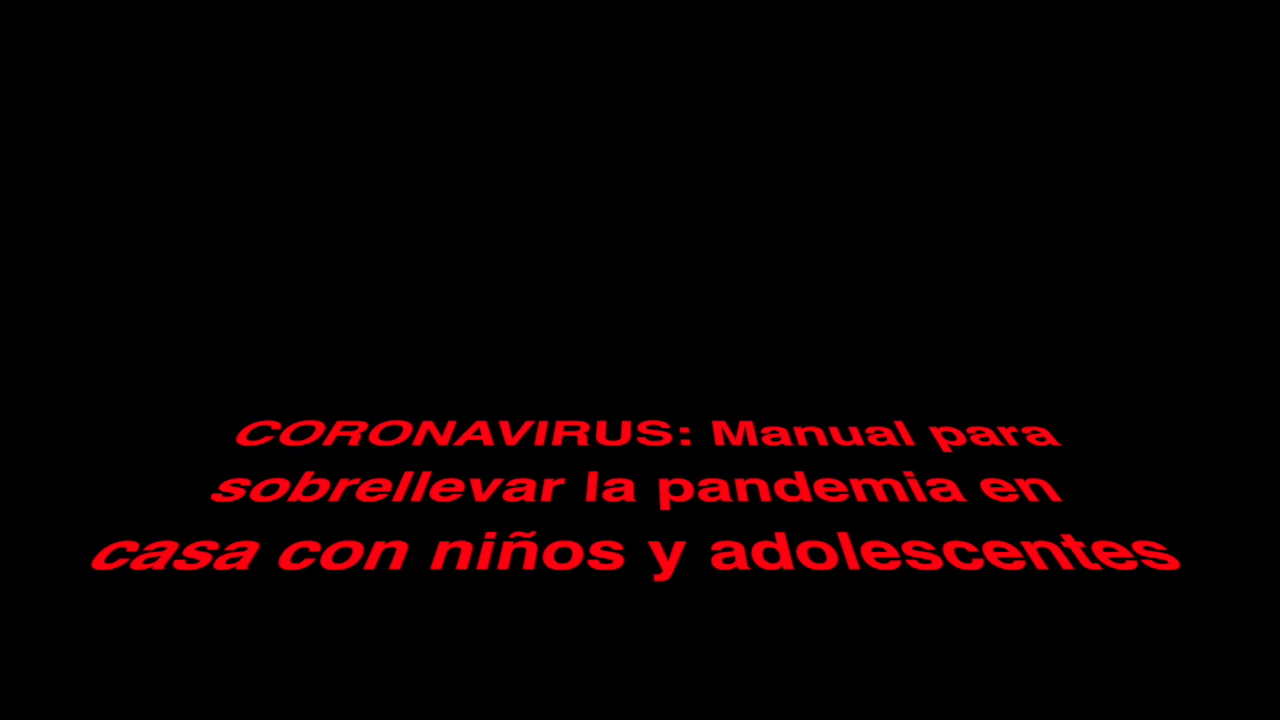 CORONAVIRUS: Manual para
sobrellevar la pandemia en
casa con niños y adolescentes